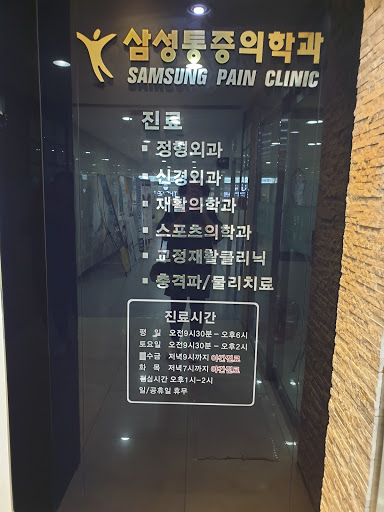 삼성통증의학과
SAMSUNG PAIN CLINIC
진료
▪ 정형외과
▪ 신경외과
▪ 재활의학과
▪ 스포츠의학과
▪ 교정재활클리닉
▪ 충격파/물리치료
진료시간
평 일 오전9시30분 - 오후6시
토요일 오전9시30분 - 오후2시
수금 저녁9시까지 야간진료
화 목 저녁7시까지 야간진료
점심시간 오후1시-2시
일/공휴일 휴무